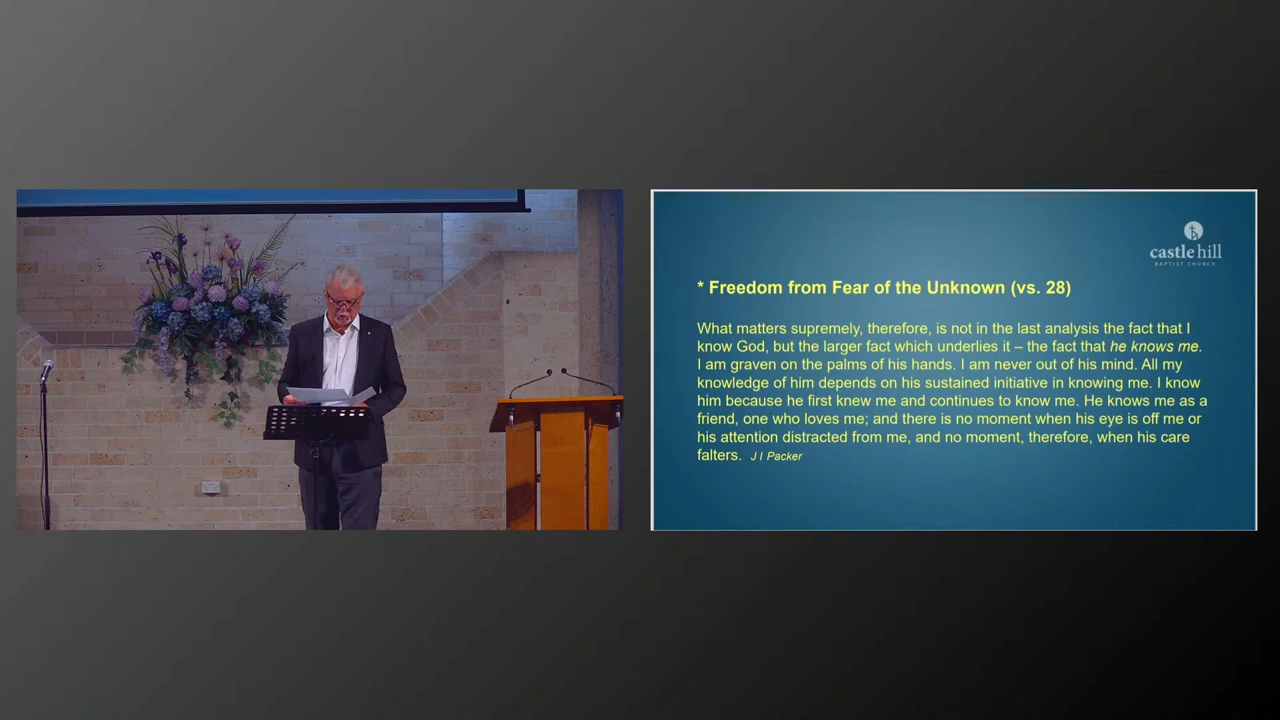 castle hill
BAPTIST CHURCH
* Freedom from Fear of the Unknown (vs. 28)
What matters supremely, therefore, is not in the last analysis the fact that I
know God, but the larger fact which underlies it – the fact that he knows me.
I am graven on the palms of his hands. I am never out of his mind. All my
knowledge of him depends on his sustained initiative in knowing me. I know
him because he first knew me and continues to know me. He knows me as a
friend, one who loves me; and there is no moment when his eye is off me or
his attention distracted from me, and no moment, therefore, when his care
falters. J I Packer